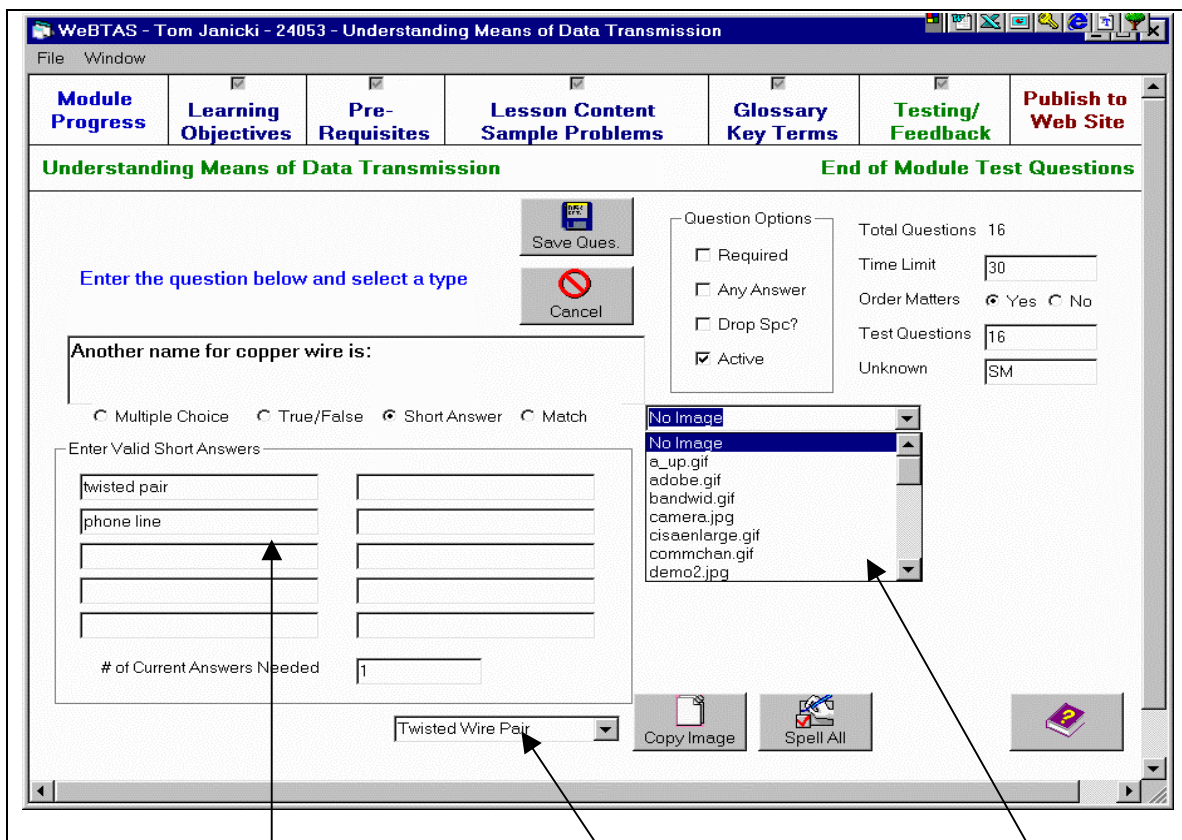 WeBTAS - Tom Janicki - 24053 - Understanding Means of Data Transmission
File Window
Module Progress
Learning Objectives
Pre-Requisites
Lesson Content Sample Problems
Glossary Key Terms
Testing/ Feedback
Publish to Web Site
Understanding Means of Data Transmission
End of Module Test Questions
Enter the question below and select a type
Save Ques.
Cancel
Question Options
Required
Any Answer
Drop Spc?
Active
Total Questions 16
Time Limit 30
Order Matters Yes No
Test Questions 16
Unknown SM
Another name for copper wire is:
Multiple Choice True/False Short Answer Match
Enter Valid Short Answers
twisted pair
phone line
# of Current Answers Needed 1
No Image
No Image
a_up.gif
adobe.gif
bandwid.gif
camera.jpg
cisaenlarge.gif
commchan.gif
demo2.jpg
Twisted Wire Pair
Copy Image
Spell All